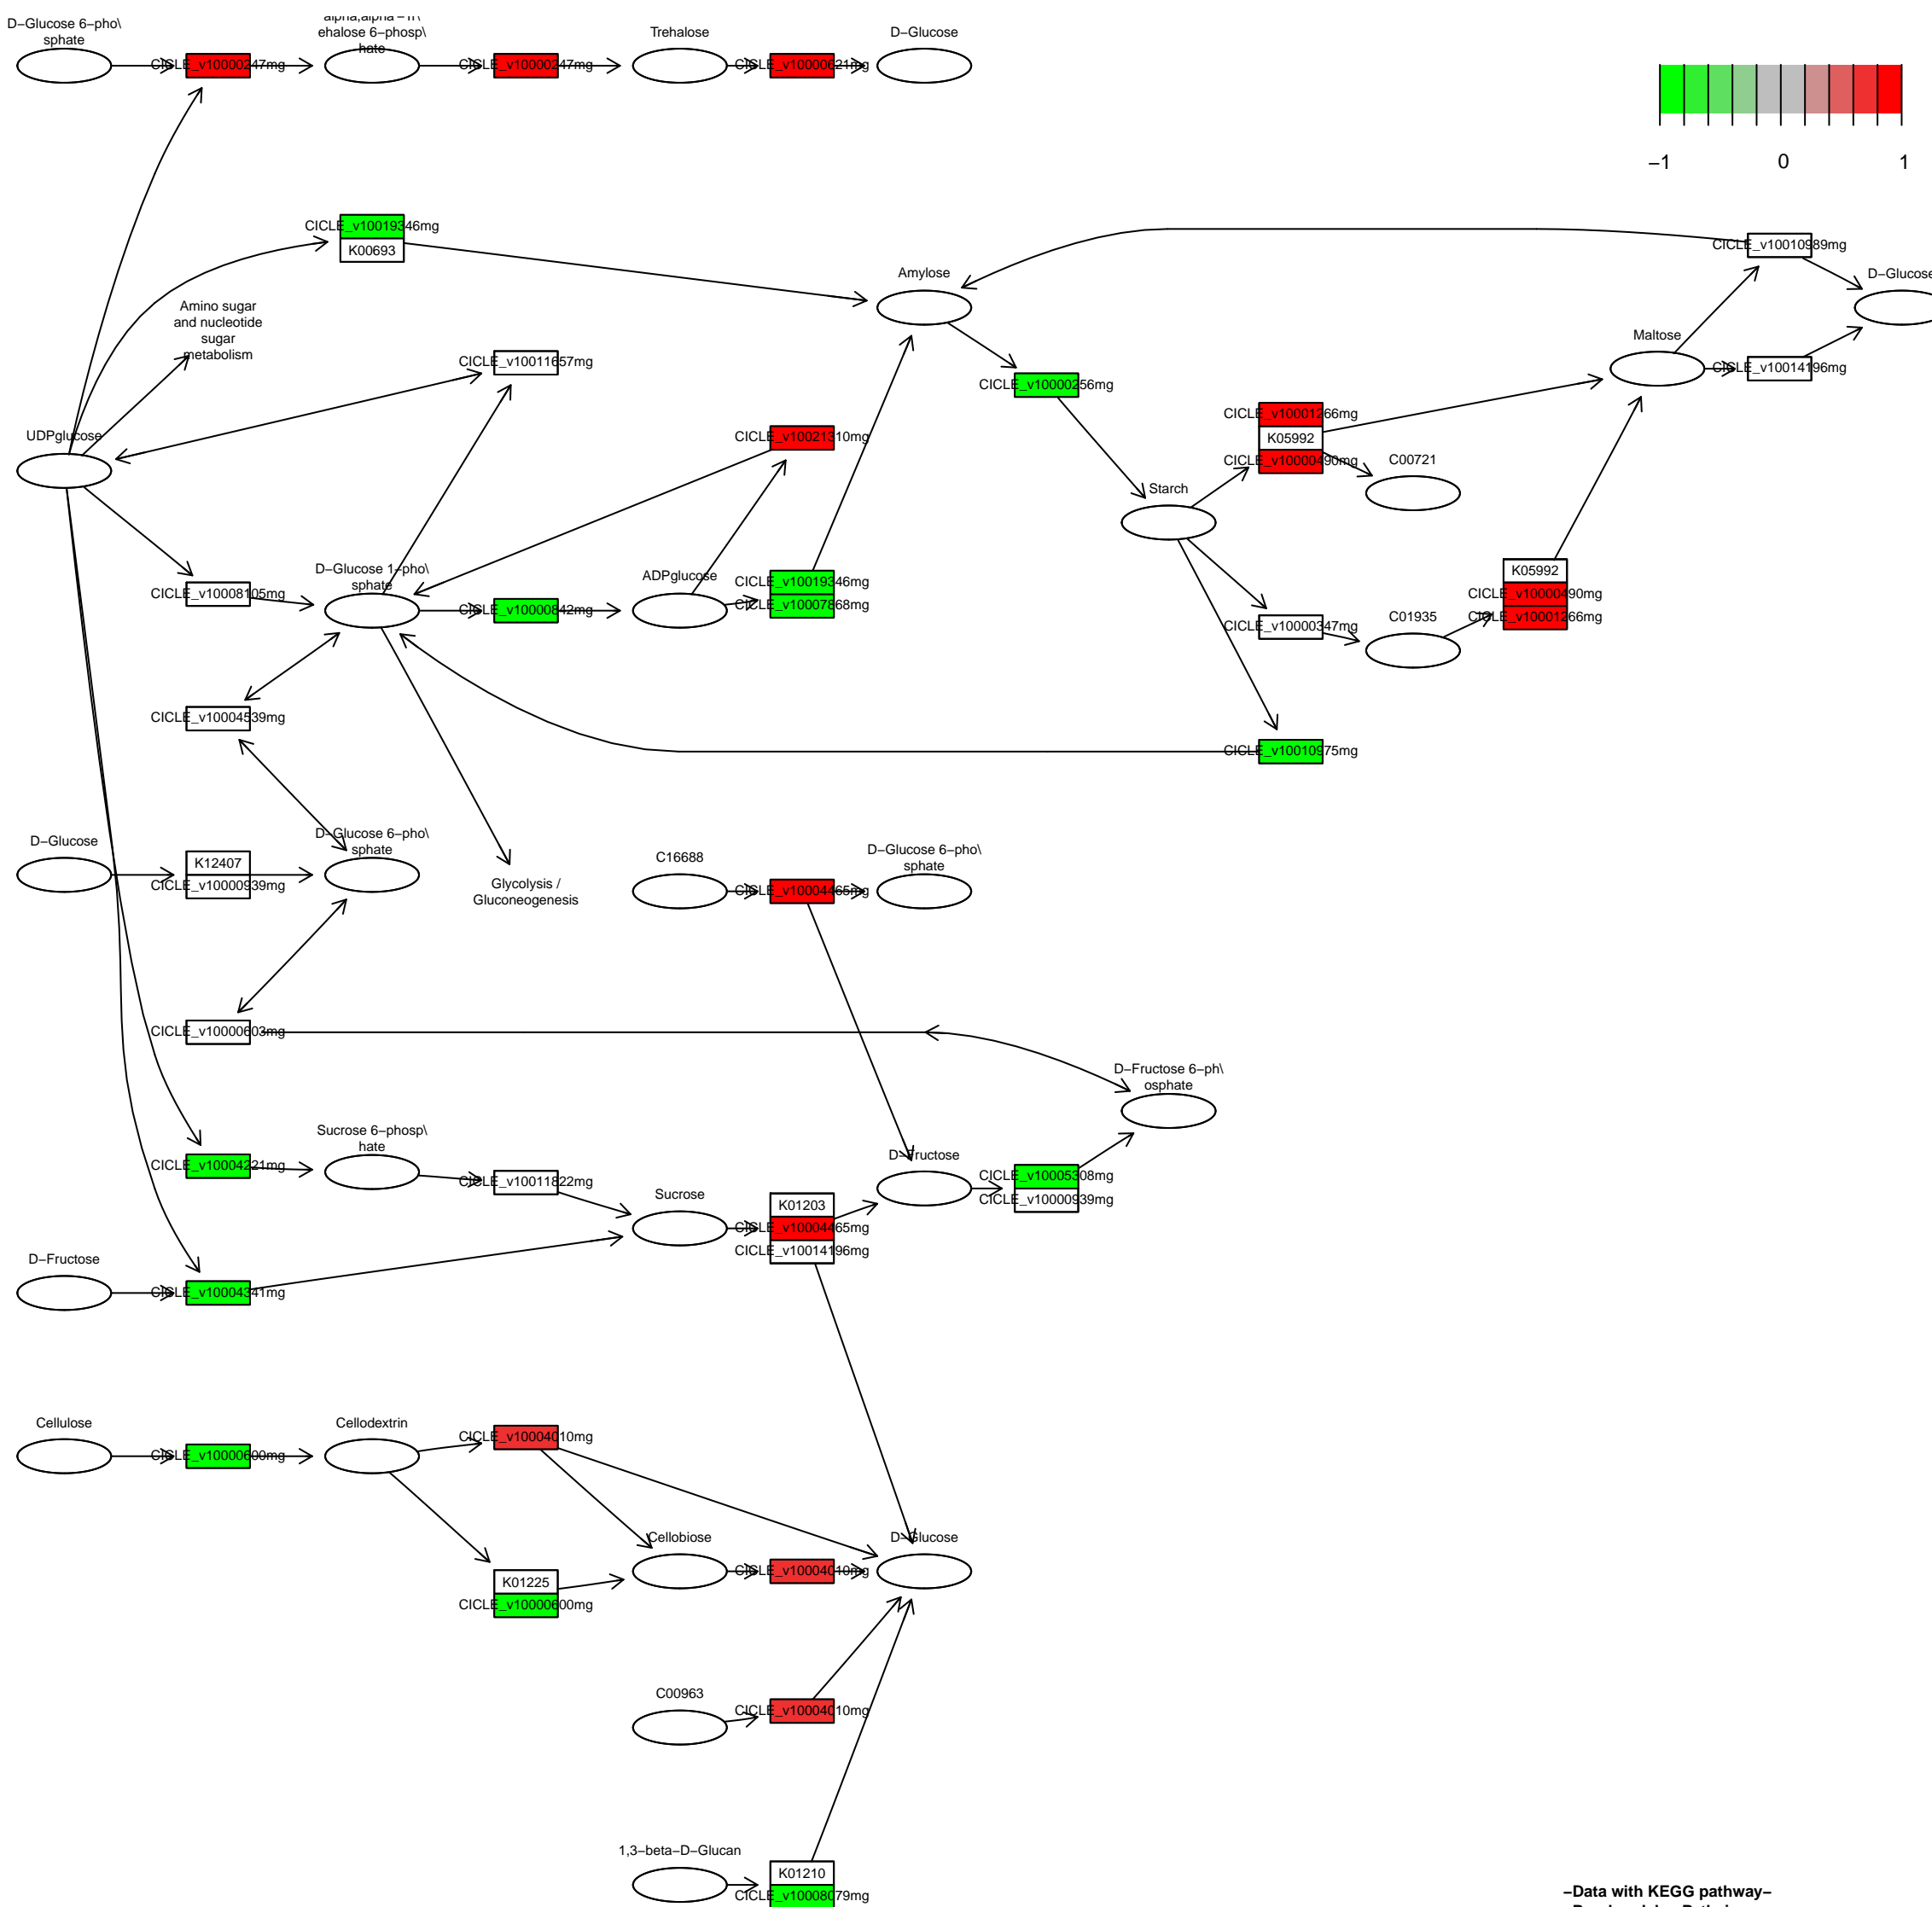 D−Glucose 6−pho\
sphate
ehalose 6−phosp\
hate
Trehalose
D−Glucose
CICLE_v10000247mg
CICLE_v10000247mg
CICLE_v10000621mg
−1
0
1
CICLE_v10019346mg
K00693
CICLE_v10010989mg
Amylose
D−Glucose
Amino sugar
and nucleotide
sugar
metabolism
Maltose
CICLE_v10011657mg
CICLE_v10014196mg
CICLE_v10000256mg
UDPglucose
CICLE_v10021310mg
CICLE_v10001266mg
K05992
CICLE_v10000490mg
C00721
Starch
D−Glucose 1−pho\
sphate
ADPglucose
CICLE_v10008105mg
CICLE_v10000842mg
CICLE_v10019346mg
CICLE_v10007868mg
K05992
CICLE_v10000490mg
CICLE_v10001266mg
CICLE_v10000347mg
C01935
CICLE_v10004539mg
CICLE_v10010975mg
D−Glucose
K12407
CICLE_v10000939mg
D−Glucose 6−pho\
sphate
Glycolysis /
Gluconeogenesis
C16688
CICLE_v10004465mg
D−Glucose 6−pho\
sphate
CICLE_v10000603mg
D−Fructose 6−ph\
osphate
Sucrose 6−phosp\
hate
CICLE_v10004221mg
CICLE_v10011822mg
Sucrose
D−Fructose
CICLE_v10005308mg
CICLE_v10000939mg
K01203
CICLE_v10004465mg
CICLE_v10014196mg
D−Fructose
CICLE_v10004341mg
Cellulose
CICLE_v10000600mg
Cellodextrin
CICLE_v10004010mg
Cellobiose
D−Glucose
CICLE_v10004010mg
K01225
CICLE_v10000600mg
C00963
CICLE_v10004010mg
1,3−beta−D−Glucan
K01210
CICLE_v10008079mg
−Data with KEGG pathway−